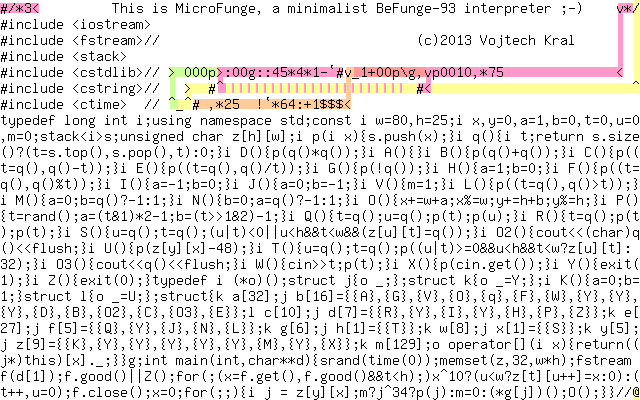 #/*3<         This is MicroFunge, a minimalist BeFunge-93 interpreter ;-)    v*/
#include <iostream>
#include <fstream>//                                (c)2013 Vojtech Kral
#include <stack>
#include <cstdlib>// > 000p>:00g::45*4*1-`#v_1+00p\g,vp0010,*75              <
#include <cstring>//      > #^                      #<
#include <ctime>  // ^_^# ,*25  !`*64:+1$$$<
typedef long int i;using namespace std;const i w=80,h=25;i x,y=0,a=1,b=0,t=0,u=0
,m=0;stack<i>s;unsigned char z[h][w];i p(i x){s.push(x);}i q(){i t;return s.size
()?(t=s.top(),s.pop(),t):0;}i D(){p(q()*q());}i A(){}i B(){p(q()+q());}i C(){p((
t=q(),q()-t));}i E(){p((t=q(),q()/t));}i G(){p(!q());}i H(){a=1;b=0;}i F(){p((t=
q(),q()%t));}i I(){a=-1;b=0;}i J(){a=0;b=-1;}i V(){m=1;}i L(){p((t=q(),q()>t));}
i M(){a=0;b=q()?-1:1;}i N(){b=0;a=q()?-1:1;}i O(){x+=w+a;x%=w;y+=h+b;y%=h;}i P()
{t=rand();a=(t&1)*2-1;b=(t>>1&2)-1;}i Q(){t=q();u=q();p(t);p(u);}i R(){t=q();p(t
);p(t);}i S(){u=q();t=q();(u|t)<0||u<h&&t<w&&(z[u][t]=q());}i O2(){cout<<(char)q
()<<flush;}i U(){p(z[y][x]-48);}i T(){u=q();t=q();p((u|t)>=0&&u<h&&t<w?z[u][t]:
32);}i O3(){cout<<q()<<flush;}i W(){cin>>t;p(t);}i X(){p(cin.get());}i Y(){exit(
1);}i Z(){exit(0);}typedef i (*o)();struct j{o _;};struct k{o _=Y;};i K(){a=0;b=
1;}struct l{o _=U;};struct{k a[32];j b[16]={{A},{G},{V},{O},{q},{F},{W},{Y},{Y},
{Y},{D},{B},{O2},{C},{O3},{E}};l c[10];j d[7]={{R},{Y},{I},{Y},{H},{P},{Z}};k e
[27];j f[5]={{Q},{Y},{J},{N},{L}};k g[6];j h[1]={{T}};k w[8];j x[1]={{S}};k y[5];
j z[9]={{K},{Y},{Y},{Y},{Y},{Y},{M},{Y},{X}};k m[129];o operator[](i x){return((
j*)this)[x]._;}}g;int main(int,char**d){srand(time(0));memset(z,32,w*h);fstream
f(d[1]);f.good()||Z();for(;(x=f.get(),f.good()&&t<h);)x^10?(u<w?z[t][u++]=x:0):(
t++,u=0);f.close();x=0;for(;;){i j = z[y][x];m?j^34?p(j):m=0:(*g[j])();O();}}//@